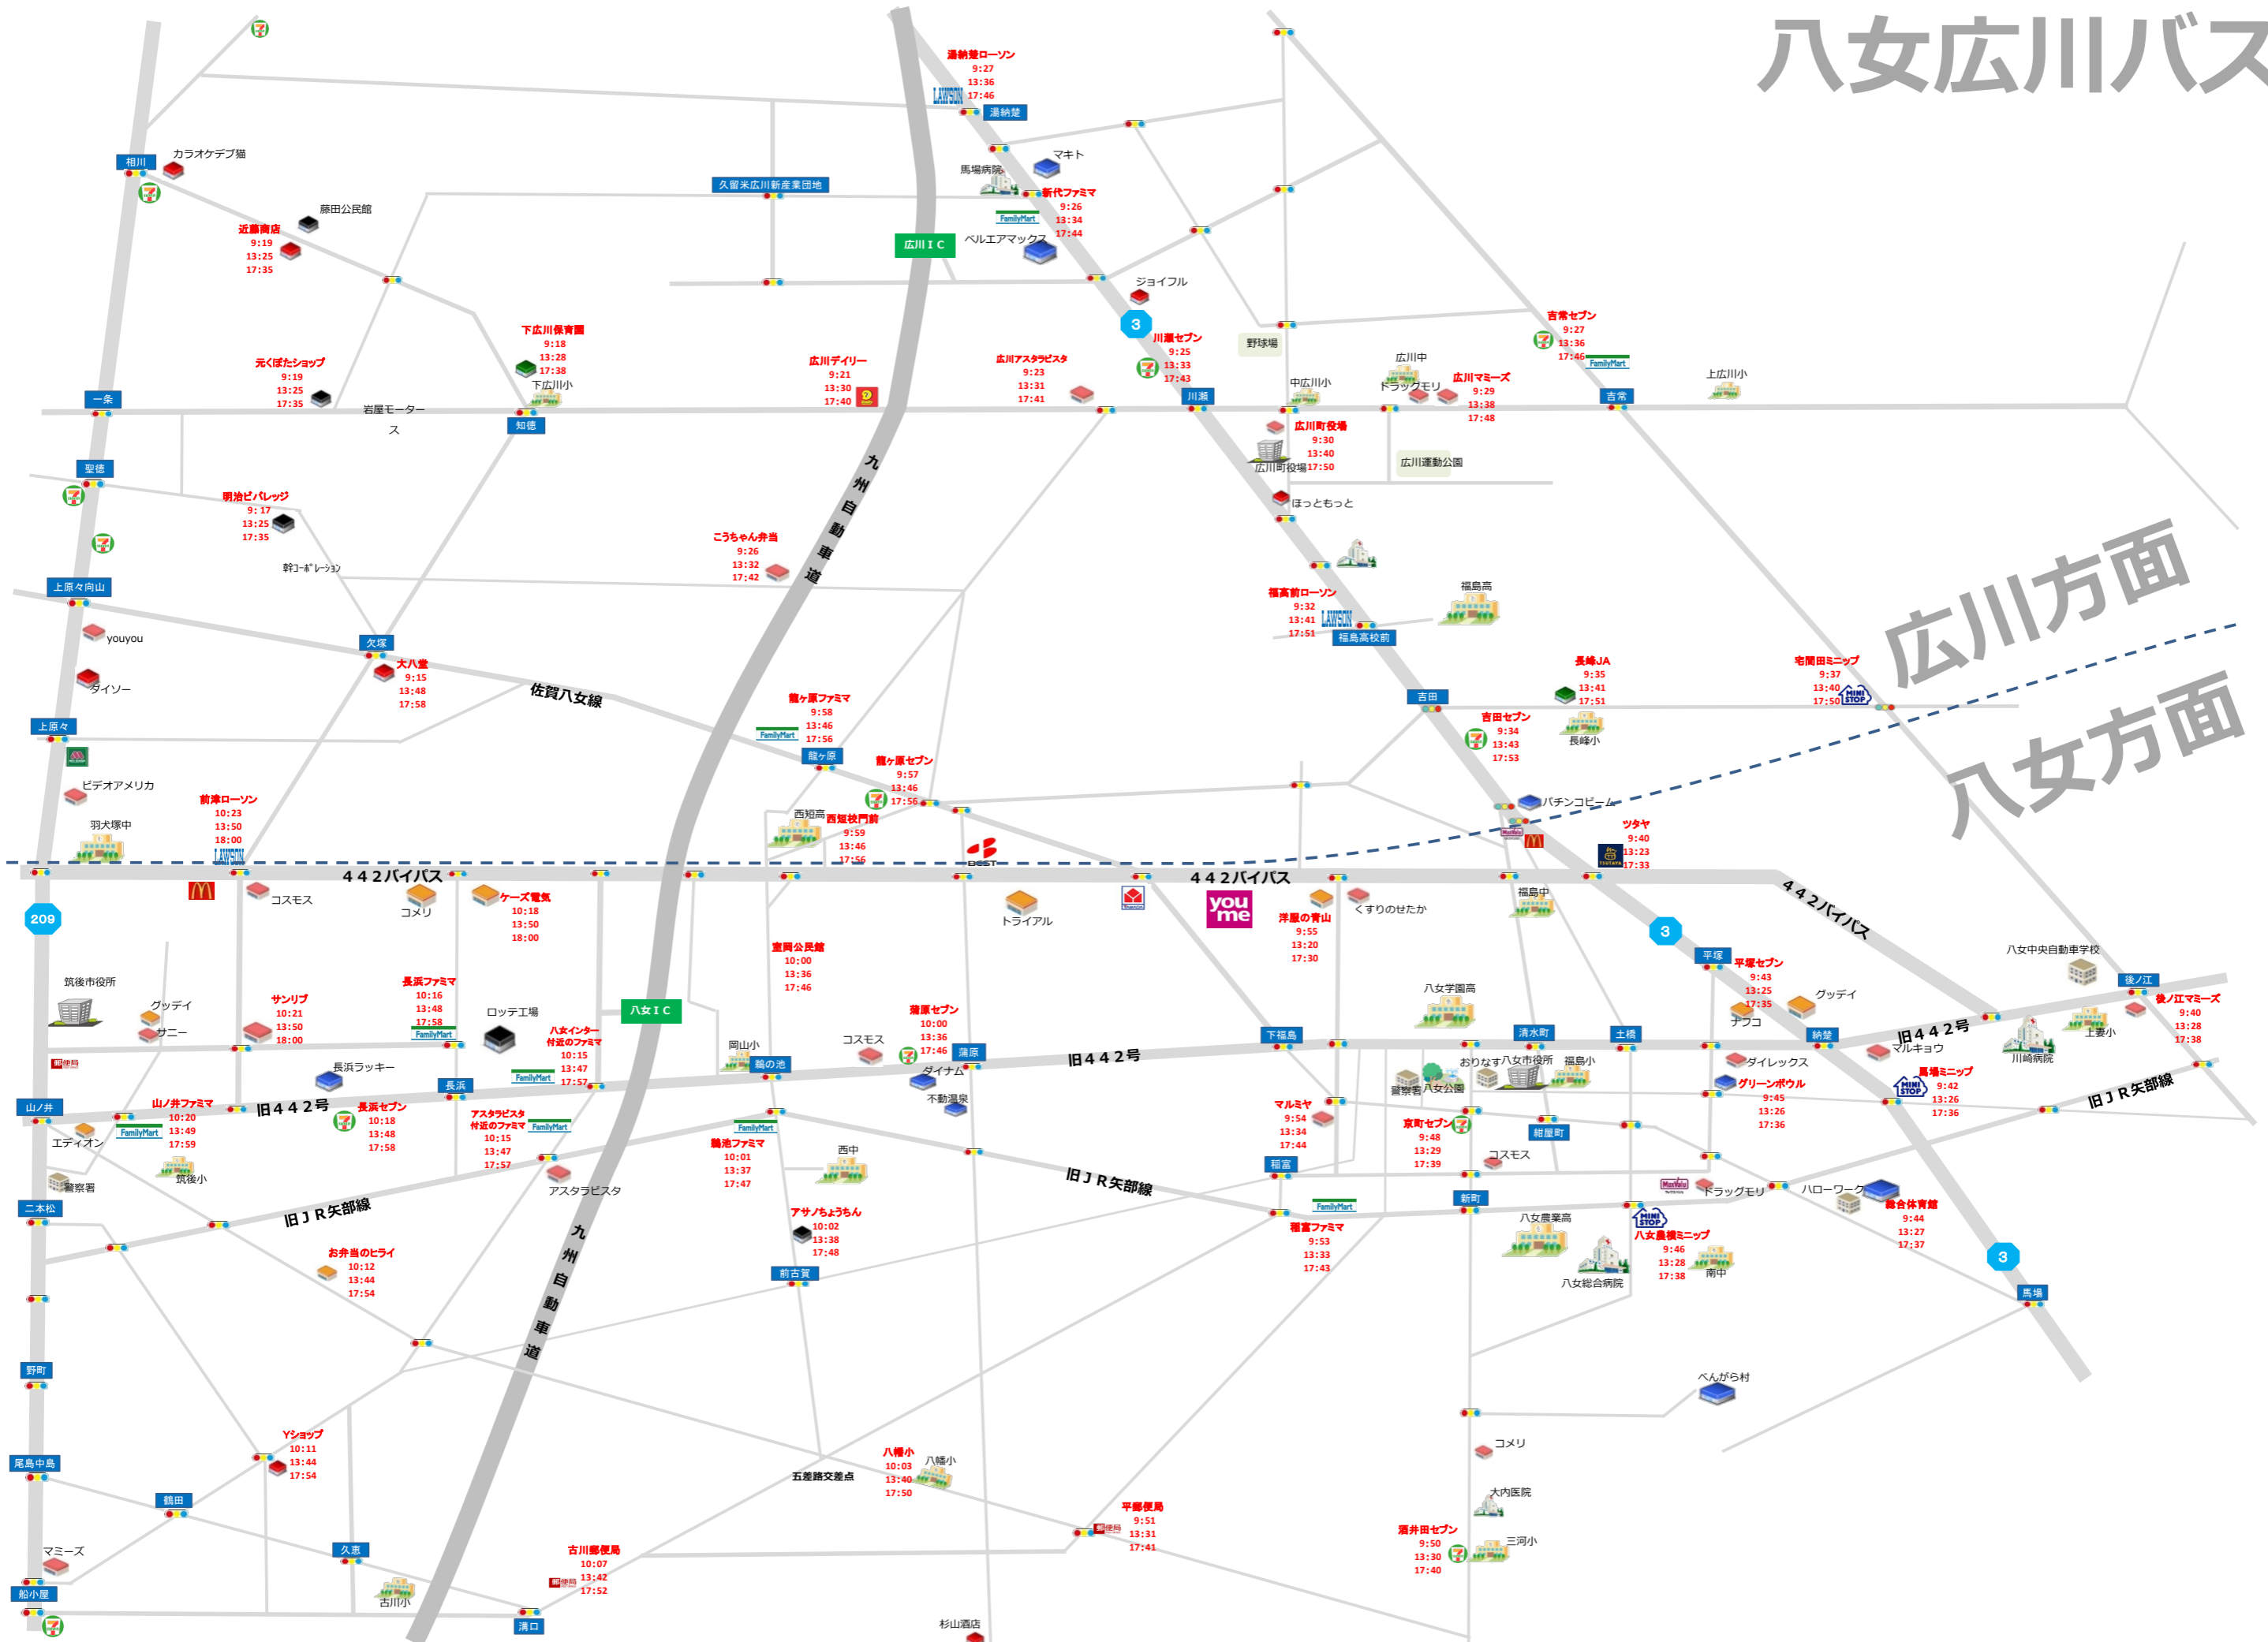 八女広川バス
湯納楚ローソン
9:27
13:36
17:46
LAWSON
湯納楚
相川
カラオケデブ猫
藤田公民館
近藤商店
9:19
13:25
17:35
久留米広川新産業団地
馬場病院
マキト
新代ファミマ
9:26
13:34
17:44
FamilyMart
広川IC
ベルエアマックス
ジョイフル
3
下広川保育園
9:18
13:28
17:38
下広川小
元くぼたショップ
9:19
13:25
17:35
広川デイリー
9:21
13:30
17:40
広川アスタラビスタ
9:23
13:31
17:41
川瀬セブン
9:25
13:33
17:43
野球場
吉常セブン
9:27
13:36
17:46
FamilyMart
広川中
ドラッグモリ
広川マミーズ
9:29
13:38
17:48
中広川小
上広川小
一条
岩屋モーター
ス
知徳
川瀬
吉常
広川町役場
9:30
13:40
17:50
広川町役場
広川運動公園
聖徳
明治ビバレッジ
9:17
13:25
17:35
九州自動車道
ほっともっと
こうちゃん弁当
9:26
13:32
17:42
幹コーポレーション
上原々向山
youyou
福高前ローソン
9:32
13:41
17:51
LAWSON
福島高
福島高校前
広川方面
欠塚
大八堂
9:15
13:48
17:58
ダイソー
佐賀八女線
龍ヶ原ファミマ
9:58
13:46
17:56
FamilyMart
吉田
長峰JA
9:35
13:41
17:51
長峰小
宅間田ミニップ
9:37
13:40
17:50
MINI
STOP
吉田セブン
9:34
13:43
17:53
上原々
龍ヶ原
龍ヶ原セブン
9:57
13:46
17:56
八女方面
ビデオアメリカ
前津ローソン
10:23
13:50
18:00
LAWSON
羽犬塚中
西短高
西短校門前
9:59
13:46
17:56
BEST
パチンコビーム
MaxValu
ツタヤ
9:40
13:23
17:33
TSUTAYA
442バイパス
442バイパス
442バイパス
209
コスモス
コメリ
ケーズ電気
10:18
13:50
18:00
トライアル
you
me
洋服の青山
9:55
13:20
17:30
くすりのせたか
福島中
3
筑後市役所
グッデイ
サニー
サンリブ
10:21
13:50
18:00
長浜ファミマ
10:16
13:48
17:58
FamilyMart
ロッテ工場
八女インター
付近のファミマ
10:15
13:47
17:57
FamilyMart
八女IC
室岡公民館
10:00
13:36
17:46
岡山小
鵜の池
コスモス
蒲原セブン
10:00
13:36
17:46
蒲原
ダイナム
不動温泉
旧442号
下福島
八女学園高
清水町
土橋
平塚
平塚セブン
9:43
13:25
17:35
ナフコ
グッデイ
納楚
旧442号
八女中央自動車学校
後ノ江
後ノ江マミーズ
9:40
13:28
17:38
上妻小
川崎病院
マルキョウ
ダイレックス
グリーンボウル
9:45
13:26
17:36
馬場ミニップ
9:42
13:26
17:36
MINI
STOP
旧JR矢部線
警察署
八女公園
おりなす八女
市役所
福島小
郵便局
長浜ラッキー
長浜
山ノ井
旧442号
山ノ井ファミマ
10:20
13:49
17:59
FamilyMart
エディオン
筑後小
警察署
長浜セブン
10:18
13:48
17:58
アスタラビスタ
付近のファミマ
10:15
13:47
17:57
FamilyMart
アスタラビスタ
鵜池ファミマ
10:01
13:37
17:47
FamilyMart
西中
マルミヤ
9:54
13:34
17:44
京町セブン
9:48
13:29
17:39
紺屋町
コスモス
稲富
旧JR矢部線
FamilyMart
稲富ファミマ
9:53
13:33
17:43
新町
MaxValu
ドラッグモリ
ハローワーク
総合体育館
9:44
13:27
17:37
八女農業高
MINI
STOP
八女農横ミニップ
9:46
13:28
17:38
八女総合病院
南中
3
馬場
二本松
旧JR矢部線
お弁当のヒライ
10:12
13:44
17:54
九州自動車道
アサノちょうちん
10:02
13:38
17:48
前古賀
野町
べんがら村
コメリ
Yショップ
10:11
13:44
17:54
尾島中島
鶴田
五差路交差点
八幡小
10:03
13:40
17:50
八幡小
平郵便局
9:51
13:31
17:41
郵便局
大内医院
酒井田セブン
9:50
13:30
17:40
三河小
マミーズ
船小屋
久恵
古川小
古川郵便局
10:07
13:42
17:52
郵便局
溝口
杉山酒店